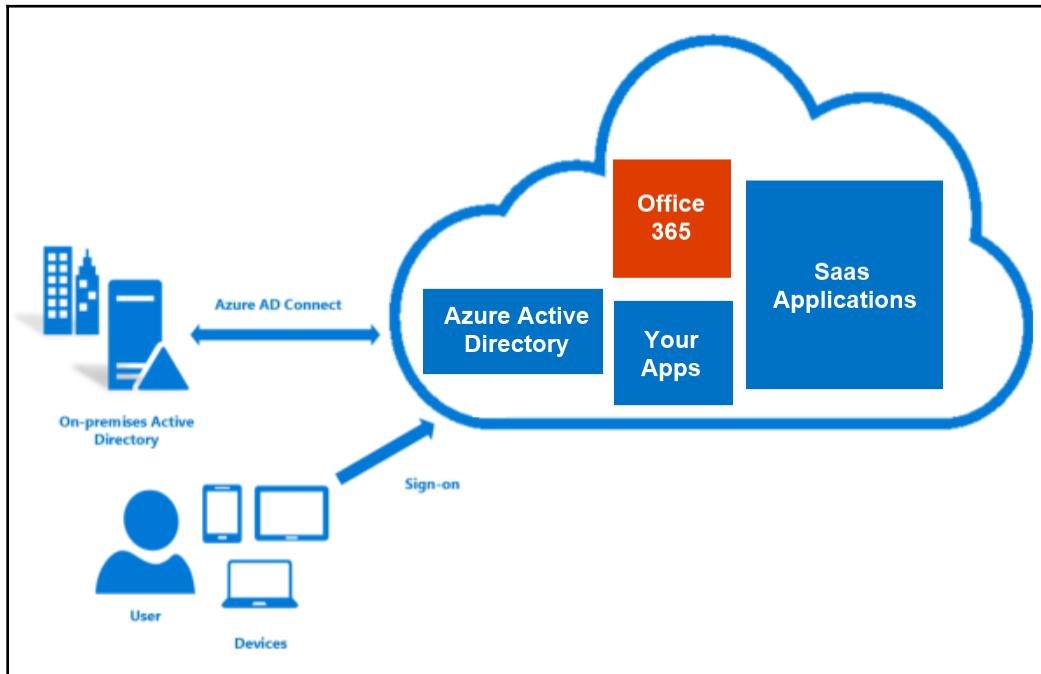 Office
365
Saas
Applications
Azure AD Connect
Azure Active
Directory
Your
Apps
On-premises Active
Directory
Sign-on
User
Devices